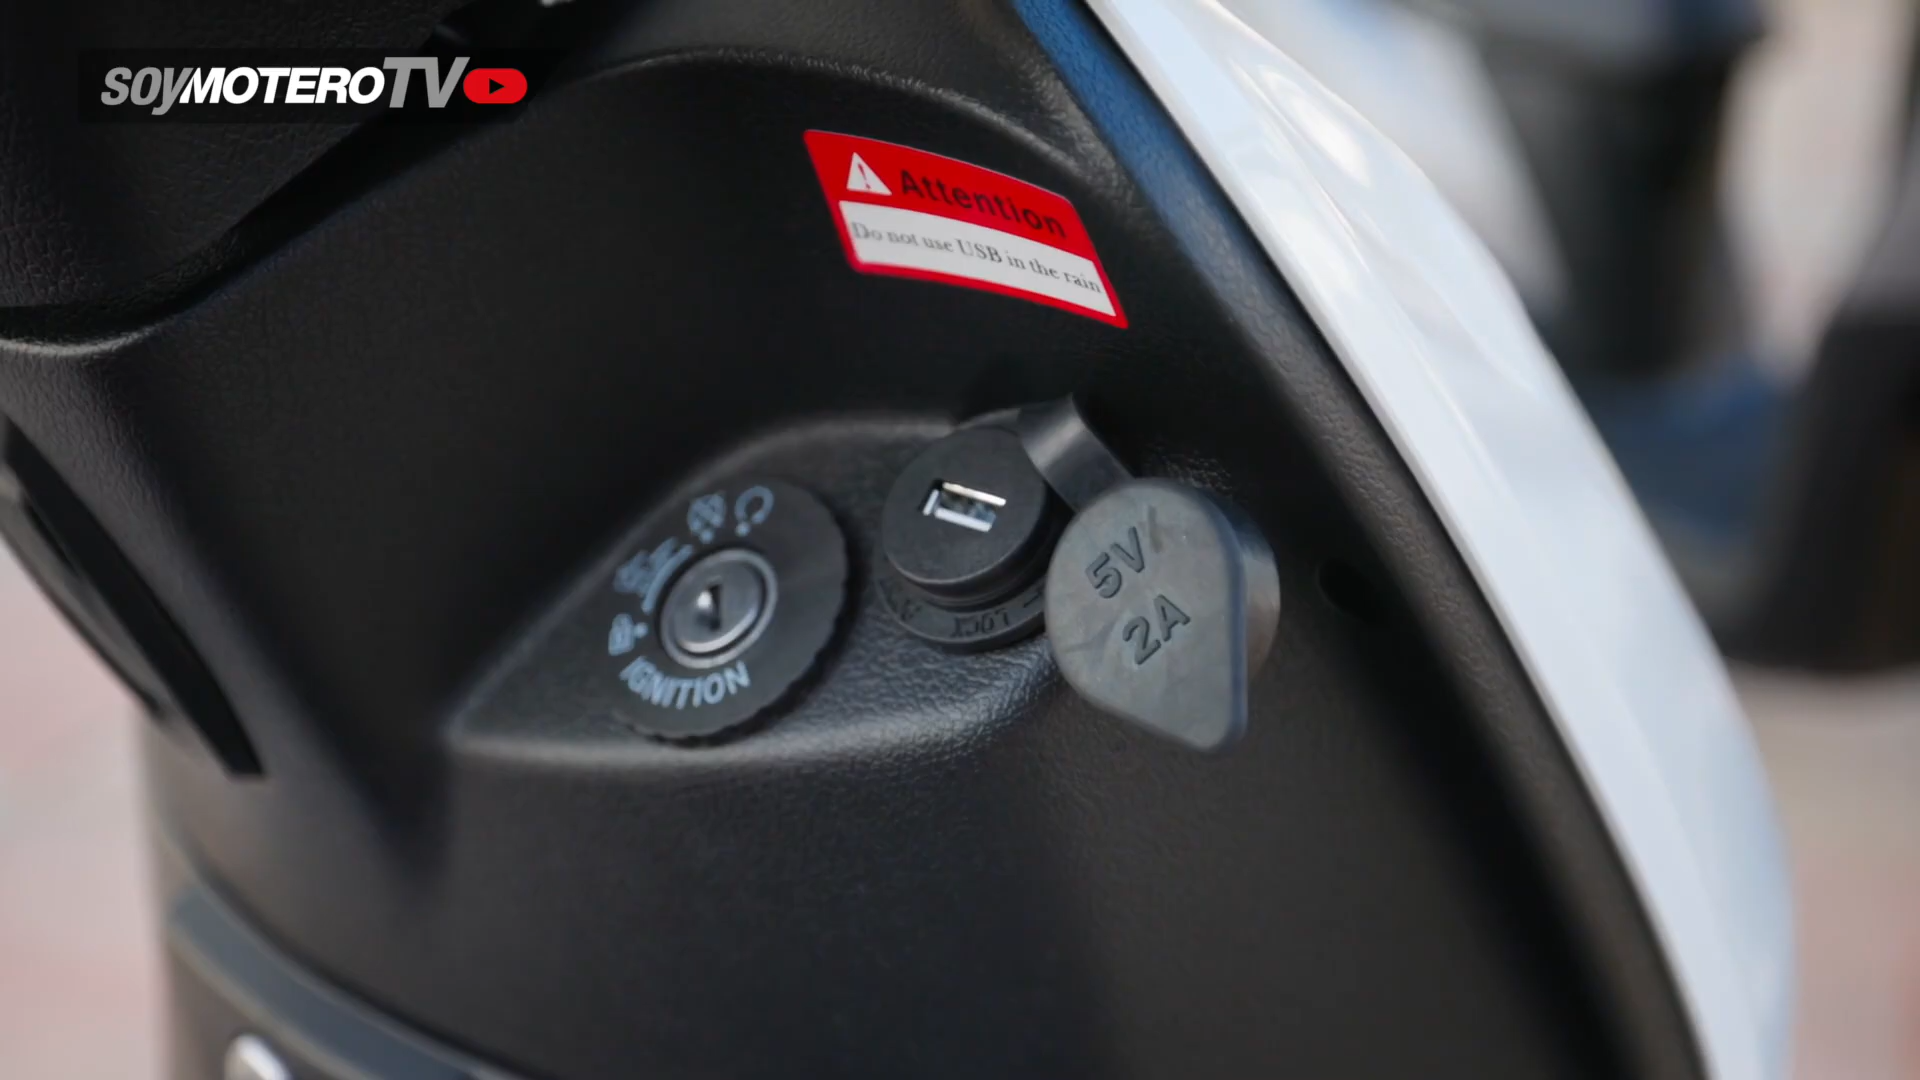 SOYMOTEROTV
Attention
Do not use USB in the rain
5V
2A
LOCK
IGNITION